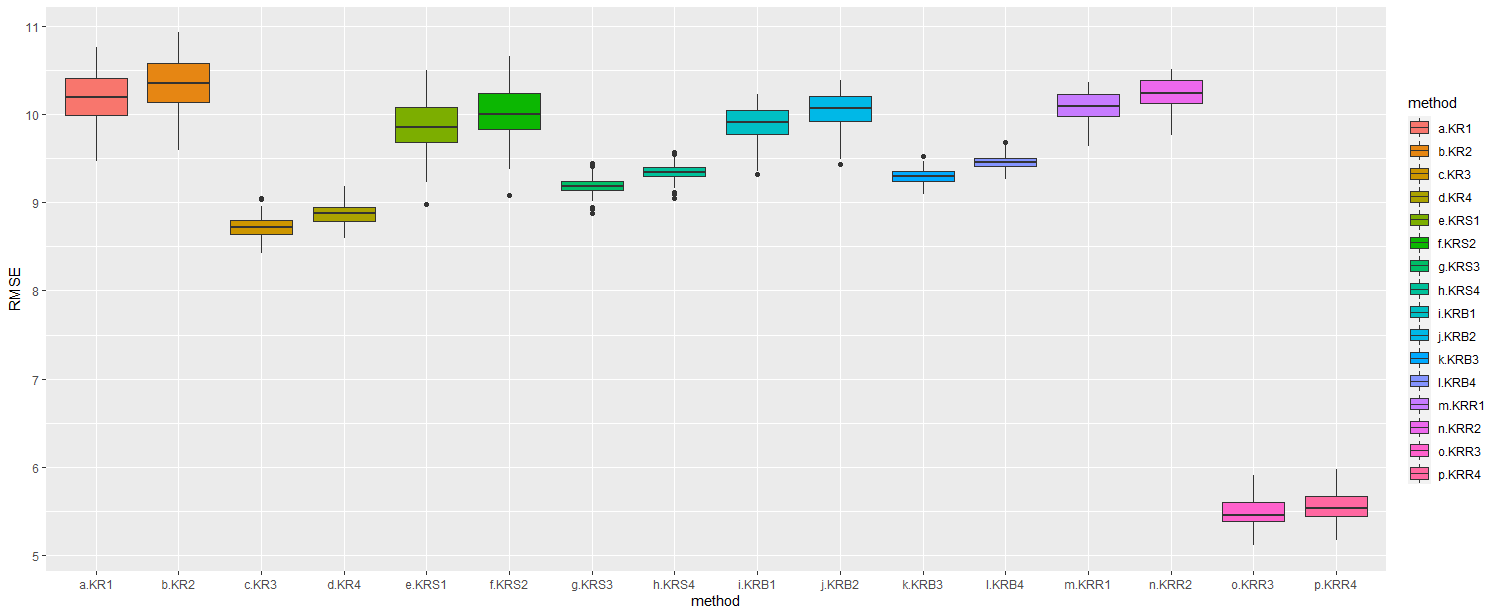 RMSE
11
10
9
8
7
6
5
a.KR1 b.KR2 c.KR3 d.KR4 e.KRS1 f.KRS2 g.KRS3 h.KRS4 i.KRB1 j.KRB2 k.KRB3 l.KRB4 m.KRR1 n.KRR2 o.KRR3 p.KRR4
method
method
a.KR1
b.KR2
c.KR3
d.KR4
e.KRS1
f.KRS2
g.KRS3
h.KRS4
i.KRB1
j.KRB2
k.KRB3
l.KRB4
m.KRR1
n.KRR2
o.KRR3
p.KRR4